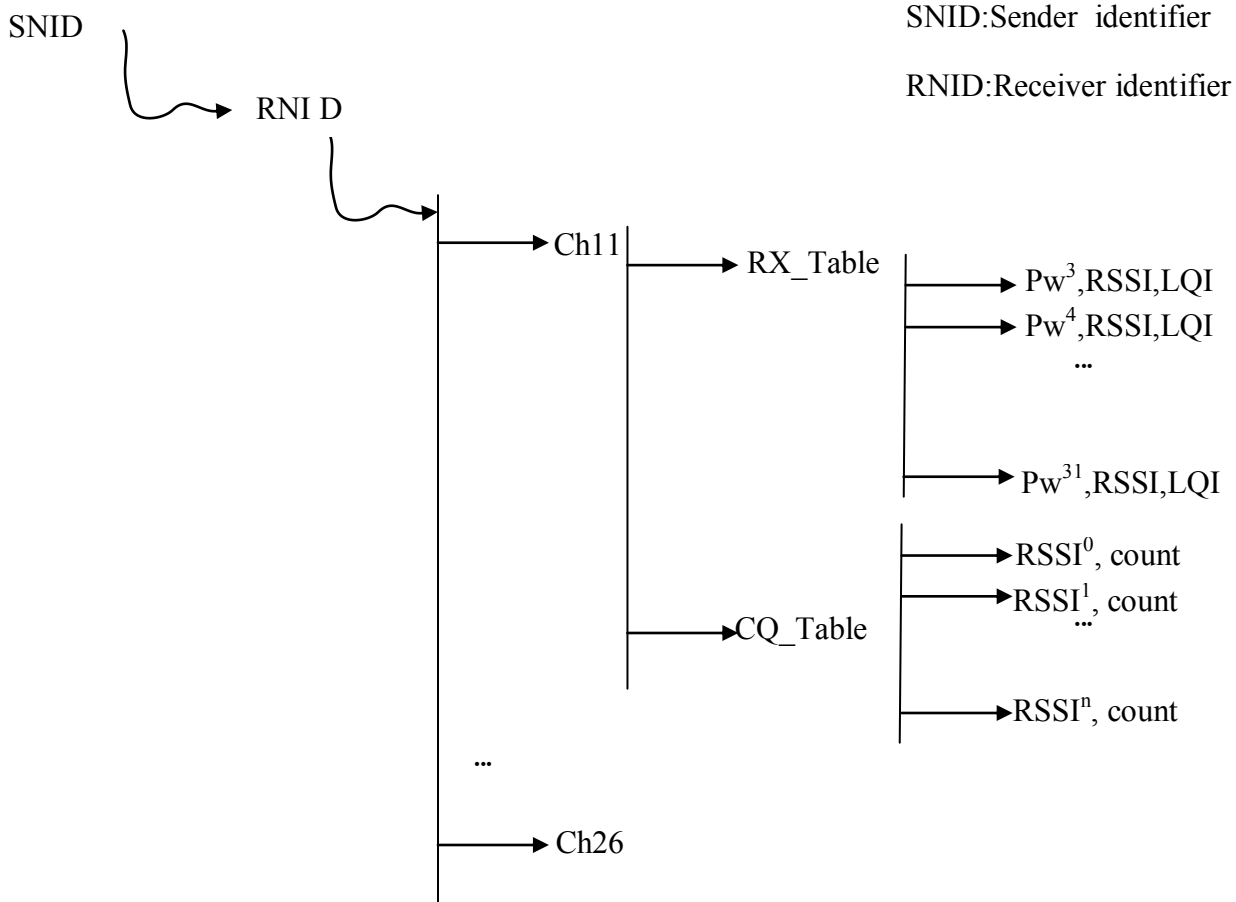 SNID
SNID:Sender identifier
RNID:Receiver identifier
RNI D
Ch11
RX_Table
Pw³,RSSI,LQI
Pw⁴,RSSI,LQI
...
Pw³¹,RSSI,LQI
CQ_Table
RSSI⁰, count
RSSI¹, count
...
RSSIⁿ, count
...
Ch26